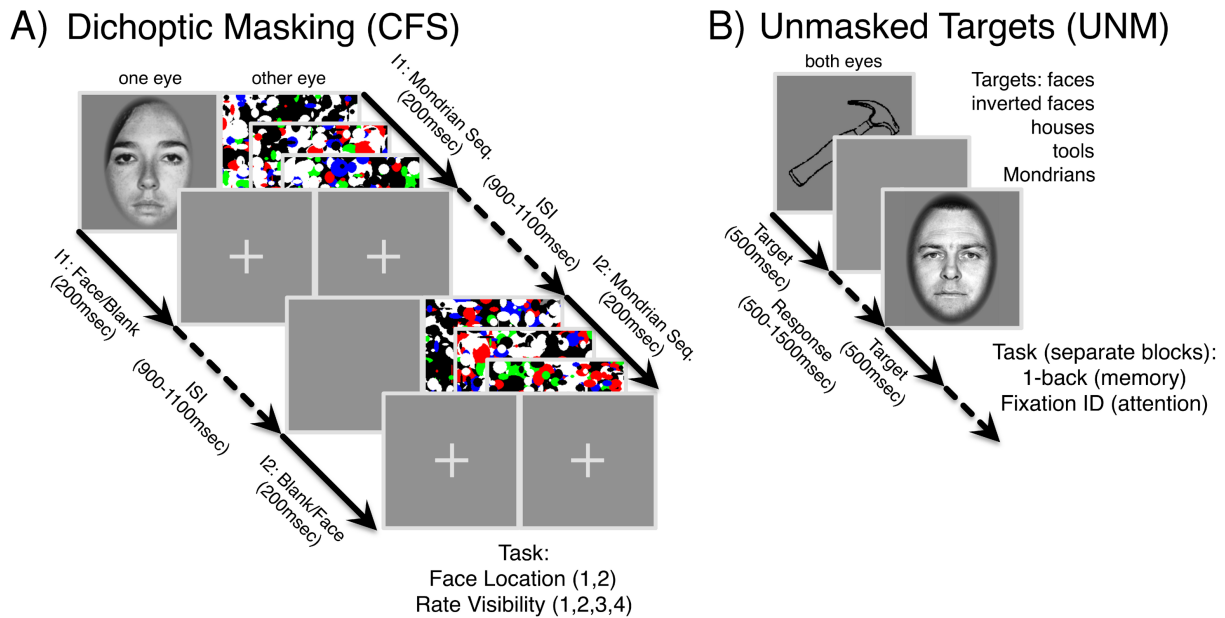 A) Dichoptic Masking (CFS)
one eye
other eye
I1: Mondrian Seq.
(200msec)
ISI
(900-1100msec)
I2: Mondrian Seq.
(200msec)
I1: Face/Blank
(200msec)
ISI
(900-1100msec)
I2: Blank/Face
(200msec)
Task:
Face Location (1,2)
Rate Visibility (1,2,3,4)
B) Unmasked Targets (UNM)
both eyes
Targets: faces
inverted faces
houses
tools
Mondrians
Target
(500msec)
Response
(500-1500msec)
Target
(500msec)
Task (separate blocks):
1-back (memory)
Fixation ID (attention)